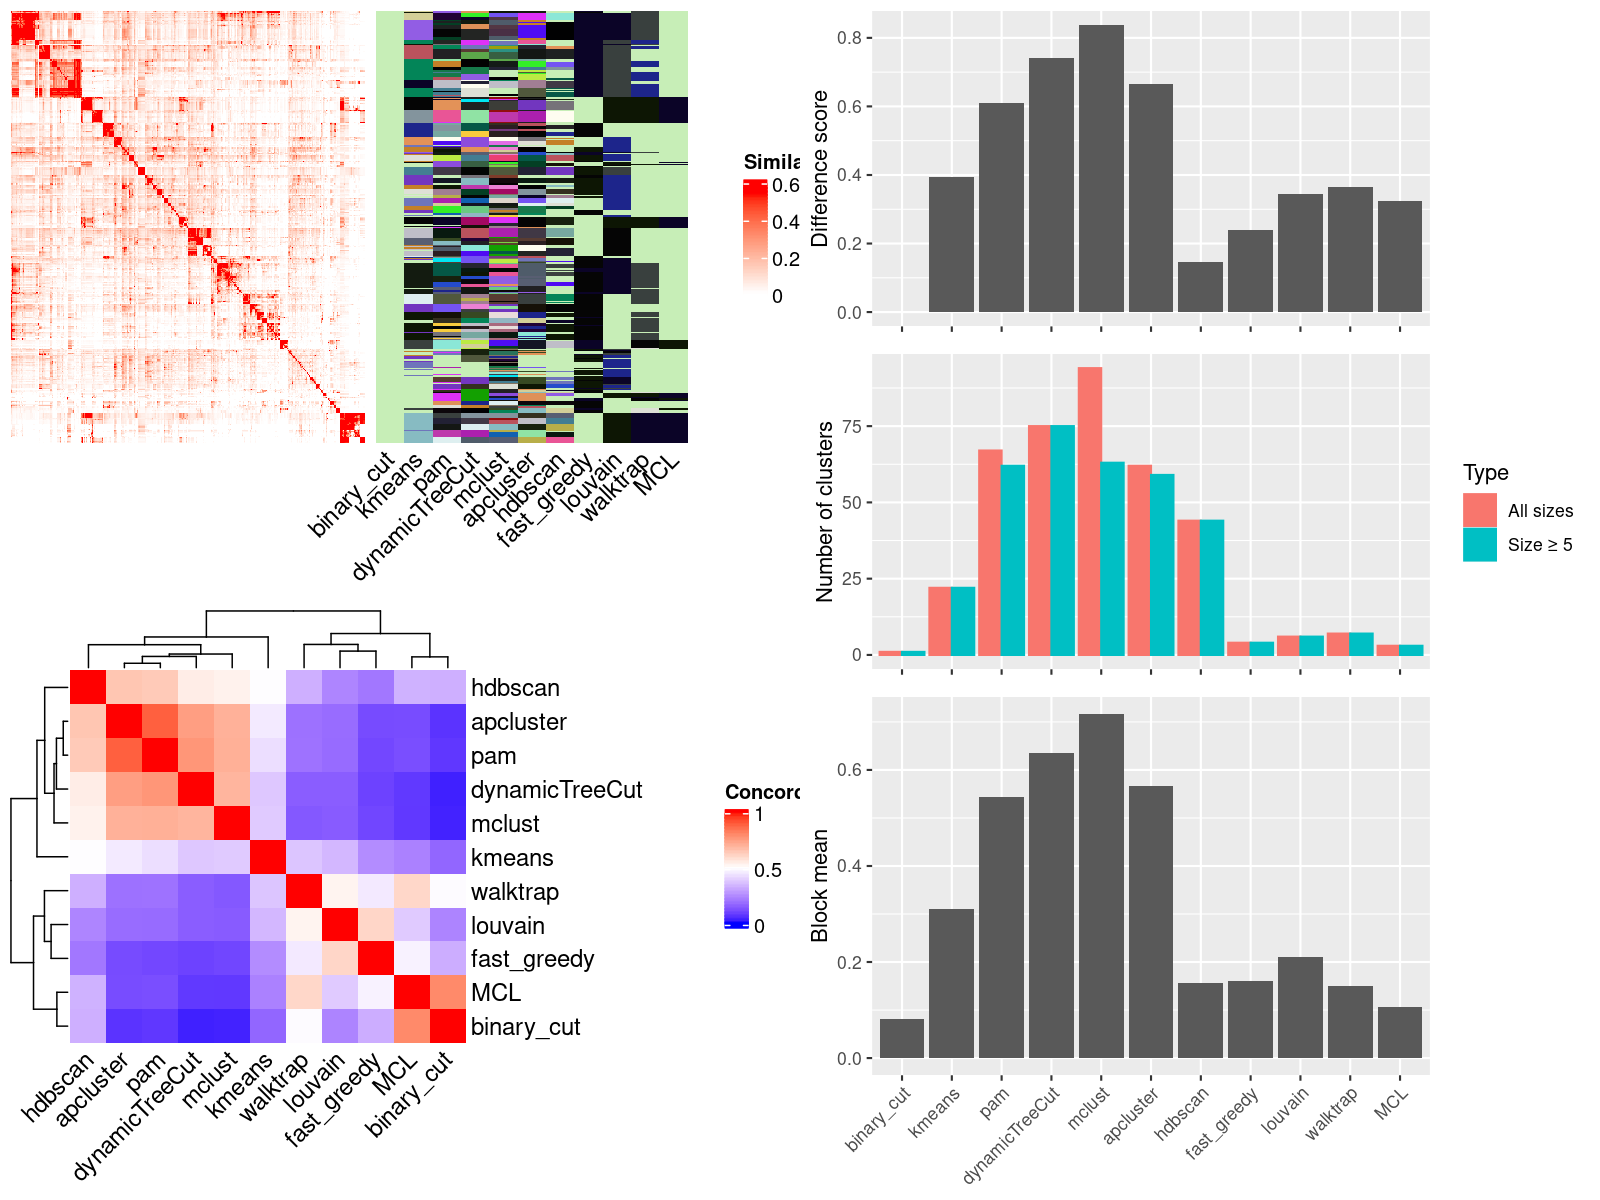 Simila
0.6
0.4
0.2
0
binary_cut
kmeans
pam
dynamicTreeCut
mclust
apcluster
hdbscan
fast_greedy
louvain
walktrap
MCL
hdbscan
apcluster
pam
dynamicTreeCut
mclust
kmeans
walktrap
louvain
fast_greedy
MCL
binary_cut
Concord
1
0.5
0
hdbscan
apcluster
pam
dynamicTreeCut
mclust
kmeans
walktrap
louvain
fast_greedy
MCL
binary_cut
Difference score
0.8
0.6
0.4
0.2
0.0
Number of clusters
75
50
25
0
Type
All sizes
Size ≥ 5
Block mean
0.6
0.4
0.2
0.0
binary_cut
kmeans
pam
dynamicTreeCut
mclust
apcluster
hdbscan
fast_greedy
louvain
walktrap
MCL